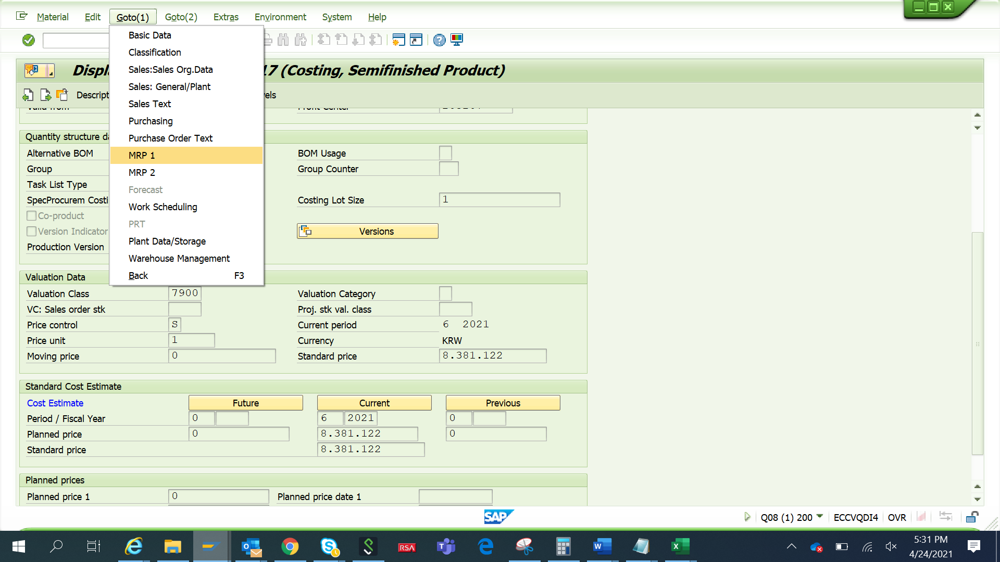 Material Edit Goto(1) Goto(2) Extras Environment System Help
Basic Data
Classification
Sales:Sales Org.Data
Sales: General/Plant
Sales Text
Purchasing
Purchase Order Text
MRP 1
MRP 2
Forecast
Work Scheduling
PRT
Plant Data/Storage
Warehouse Management
Back F3
17 (Costing, Semifinished Product)
Profit Center
Quantity structure
Alternative BOM BOM Usage
Group Group Counter
Task List Type
SpecProcurem Costi Costing Lot Size 1
Co-product
Version Indicator Versions
Production Version
Valuation Data
Valuation Class 7900 Valuation Category
VC: Sales order stk Proj. stk val. class
Price control S Current period 6 2021
Price unit 1 Currency KRW
Moving price 0 Standard price 8.381.122
Standard Cost Estimate
Cost Estimate Future Current Previous
Period / Fiscal Year 0 6 2021 0
Planned price 0 8.381.122 0
Standard price 8.381.122
Planned prices
Planned price 1 0 Planned price date 1
SAP Q08 (1) 200 ECCVQDI4 OVR
RSA
5:31 PM
4/24/2021